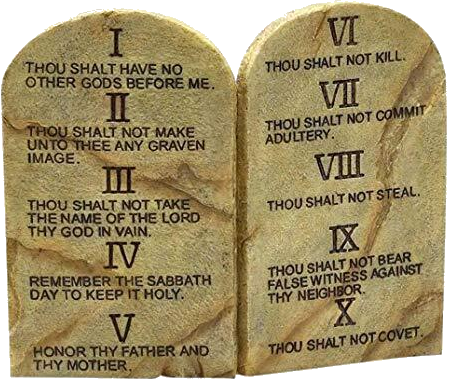 I
THOU SHALT HAVE NO
OTHER GODS BEFORE ME.
II
THOU SHALT NOT MAKE
UNTO THEE ANY GRAVEN
IMAGE.
III
THOU SHALT NOT TAKE
THE NAME OF THE LORD
THY GOD IN VAIN.
IV
REMEMBER THE SABBATH
DAY TO KEEP IT HOLY.
V
HONOR THY FATHER AND
THY MOTHER.
VI
THOU SHALT NOT KILL.
VII
THOU SHALT NOT COMMIT
ADULTERY.
VIII
THOU SHALT NOT STEAL.
IX
THOU SHALT NOT BEAR
FALSE WITNESS AGAINST
THY NEIGHBOR.
X
THOU SHALT NOT COVET.